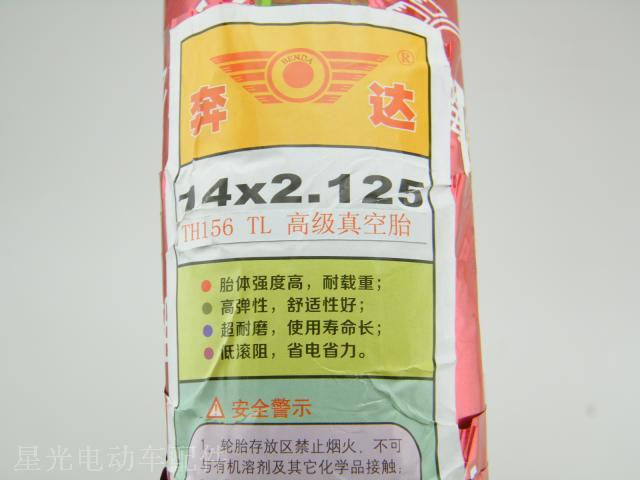 BENDA
®
奔 达
14x2.125
TH156 TL 高级真空胎
胎体强度高，耐载重；
高弹性，舒适性好；
超耐磨，使用寿命长；
低滚阻，省电省力。
安全警示
1、轮胎存放区禁止烟火，不可
与有机溶剂及其它化学品接触；
星光电动车配件